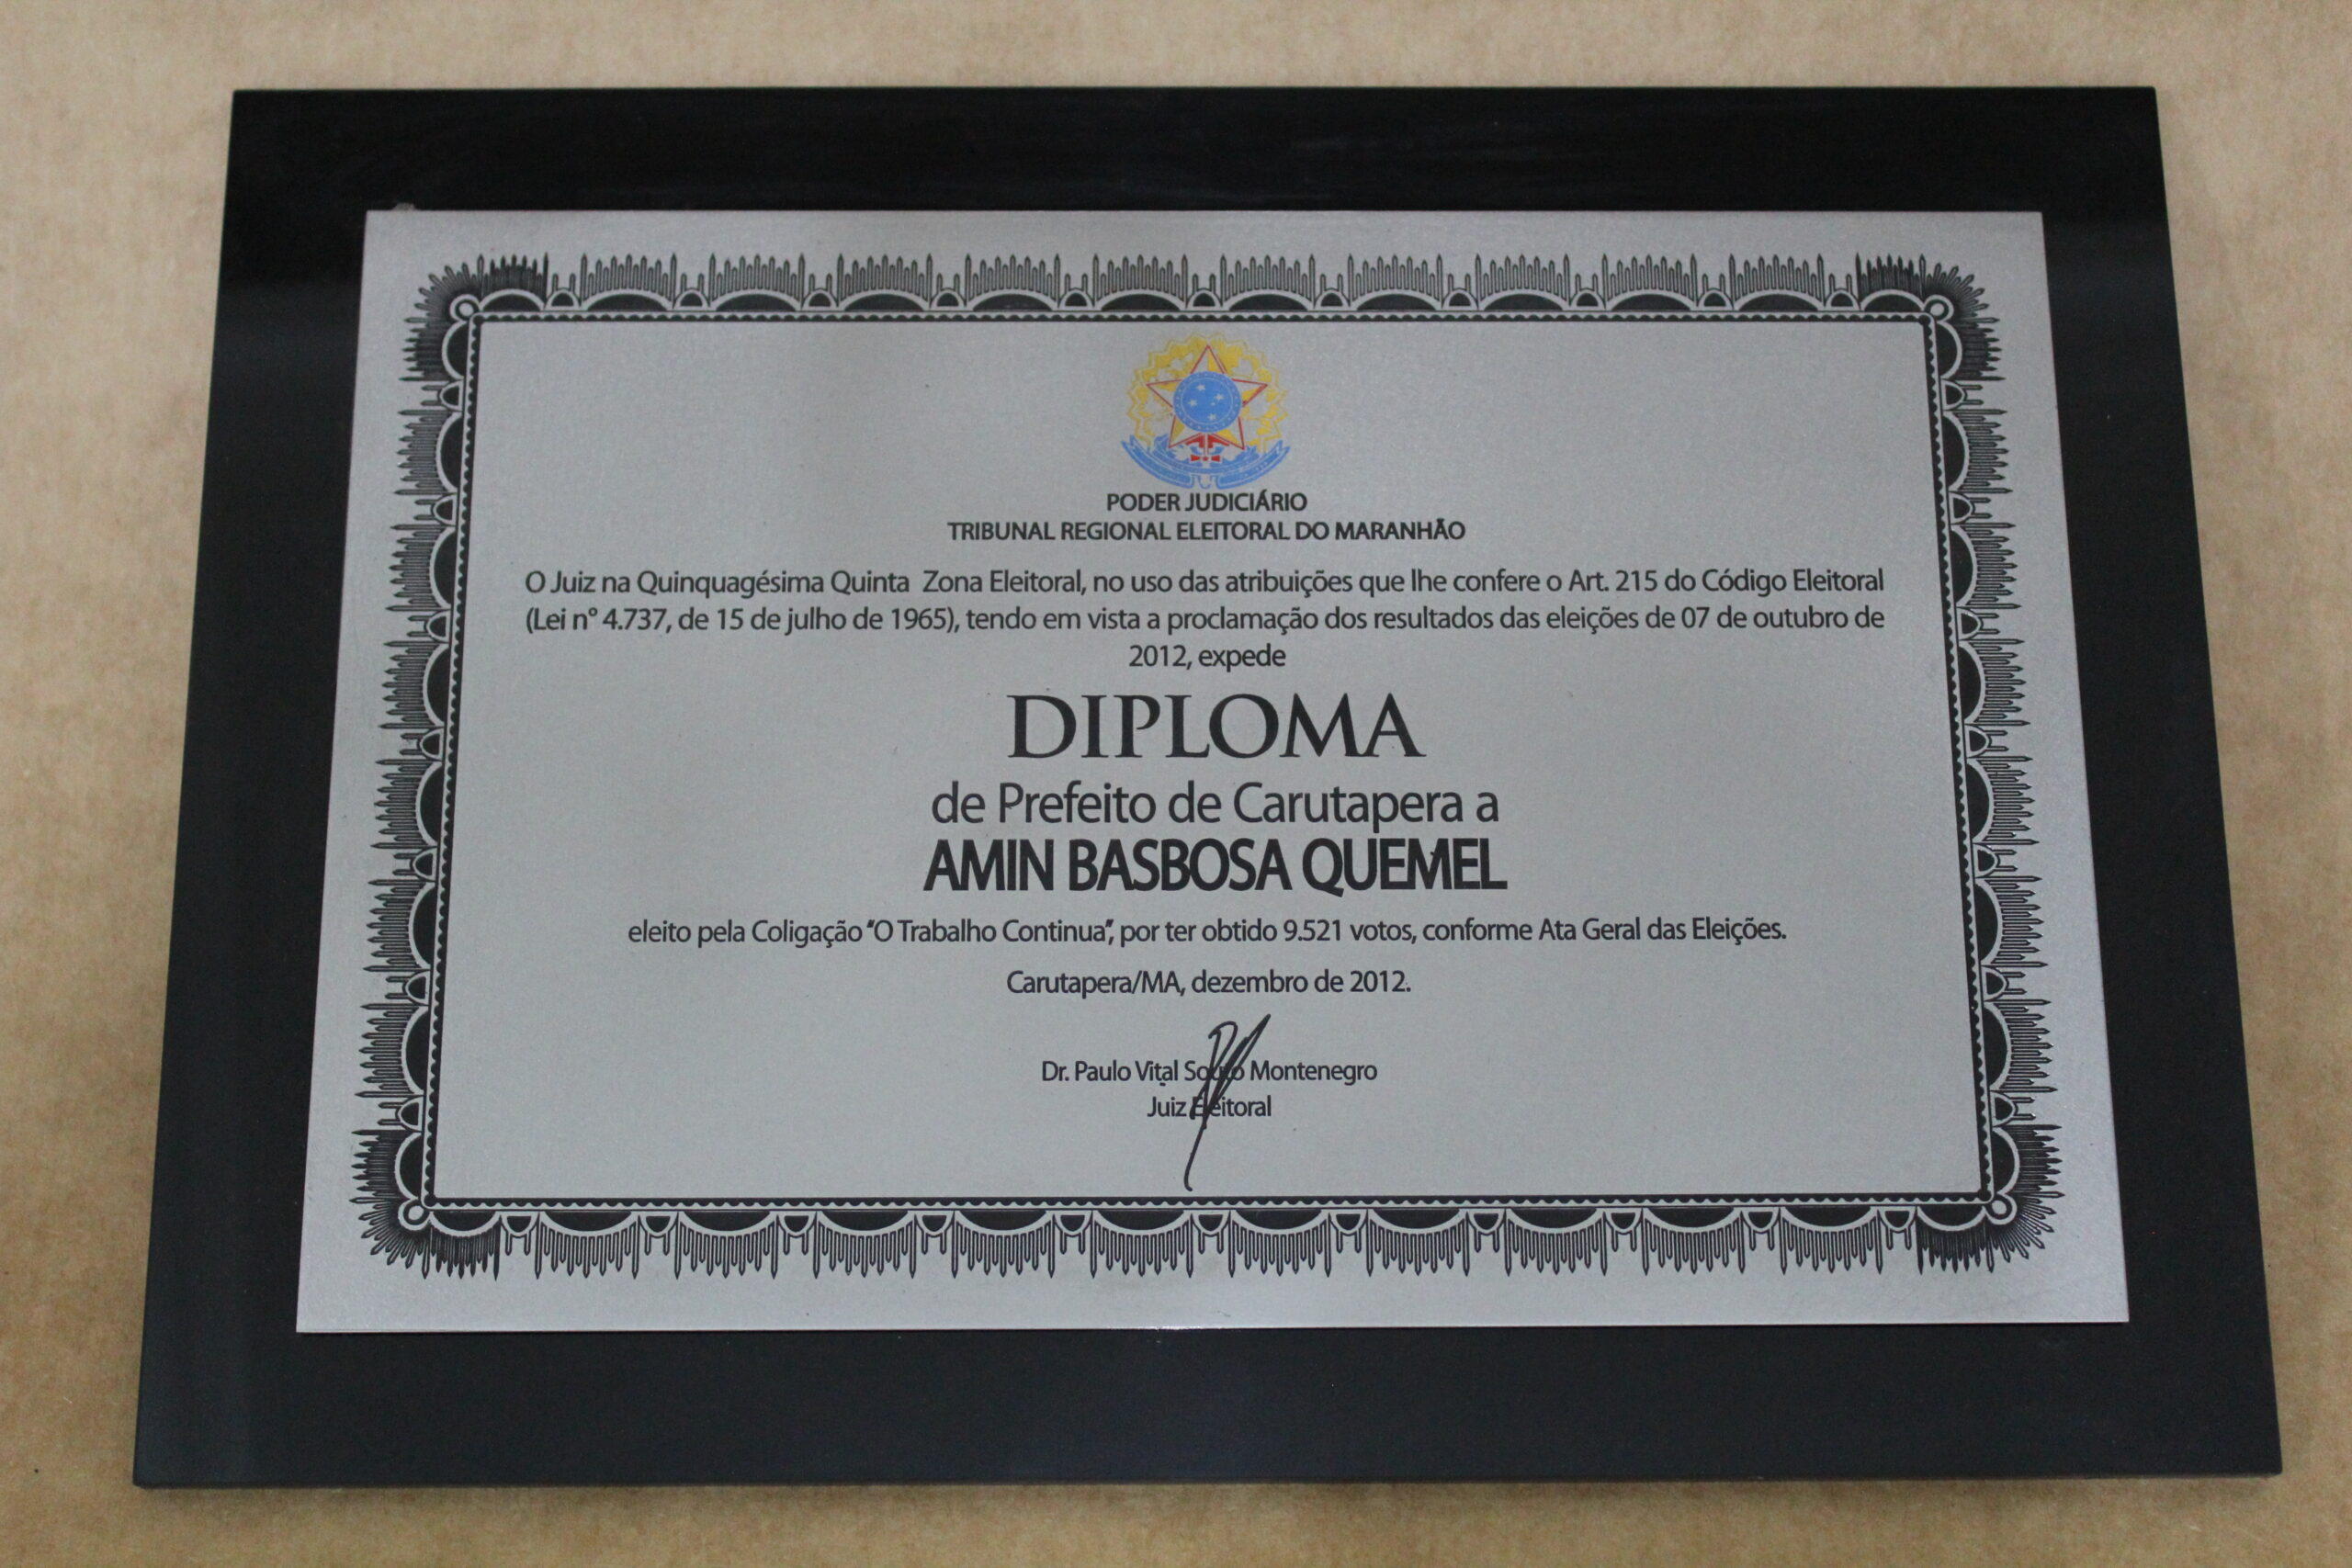 PODER JUDICIÁRIO
TRIBUNAL REGIONAL ELEITORAL DO MARANHÃO
O Juiz na Quinquagésima Quinta Zona Eleitoral, no uso das atribuições que lhe confere o Art. 215 do Código Eleitoral
(Lei nº 4.737, de 15 de julho de 1965), tendo em vista a proclamação dos resultados das eleições de 07 de outubro de
2012, expede
DIPLOMA
de Prefeito de Carutapera a
AMIN BASBOSA QUEMEL
eleito pela Coligação "O Trabalho Continua", por ter obtido 9.521 votos, conforme Ata Geral das Eleições.
Carutapera/MA, dezembro de 2012.
Dr. Paulo Vital Souto Montenegro
Juiz Eleitoral